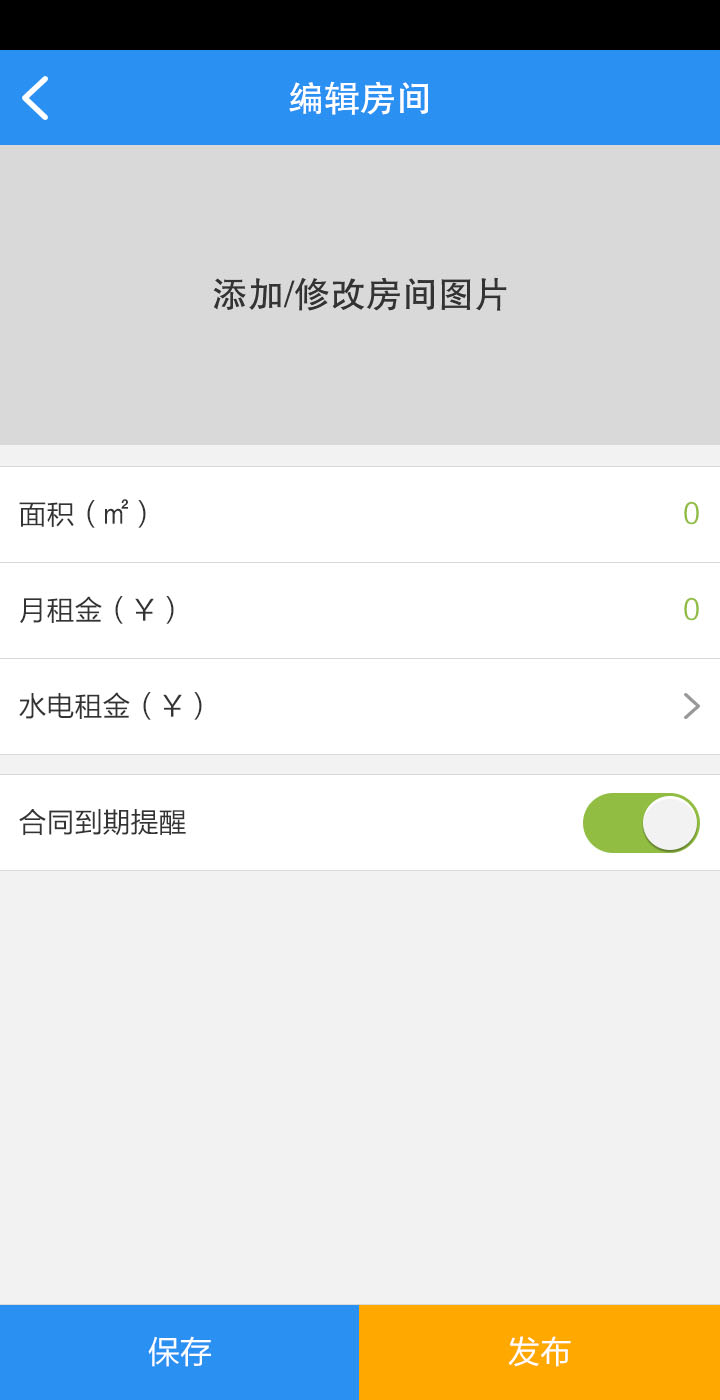 编辑房间
添加/修改房间图片
面积（㎡） 0
月租金（￥） 0
水电租金（￥）
合同到期提醒
保存 发布